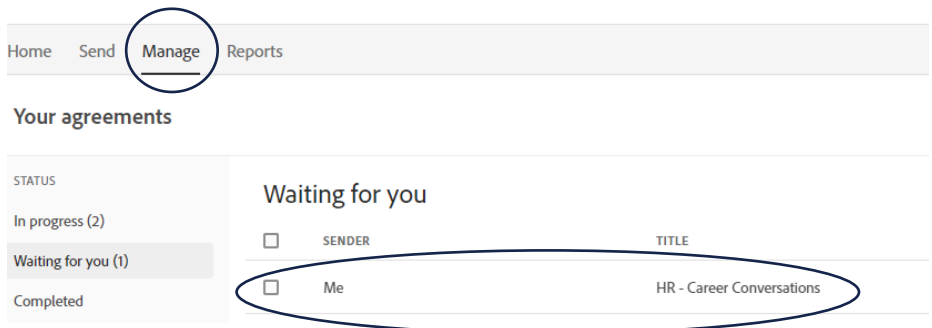 Home Send Manage Reports
Your agreements
STATUS
In progress (2)
Waiting for you (1)
Completed
Waiting for you
SENDER TITLE
Me HR - Career Conversations